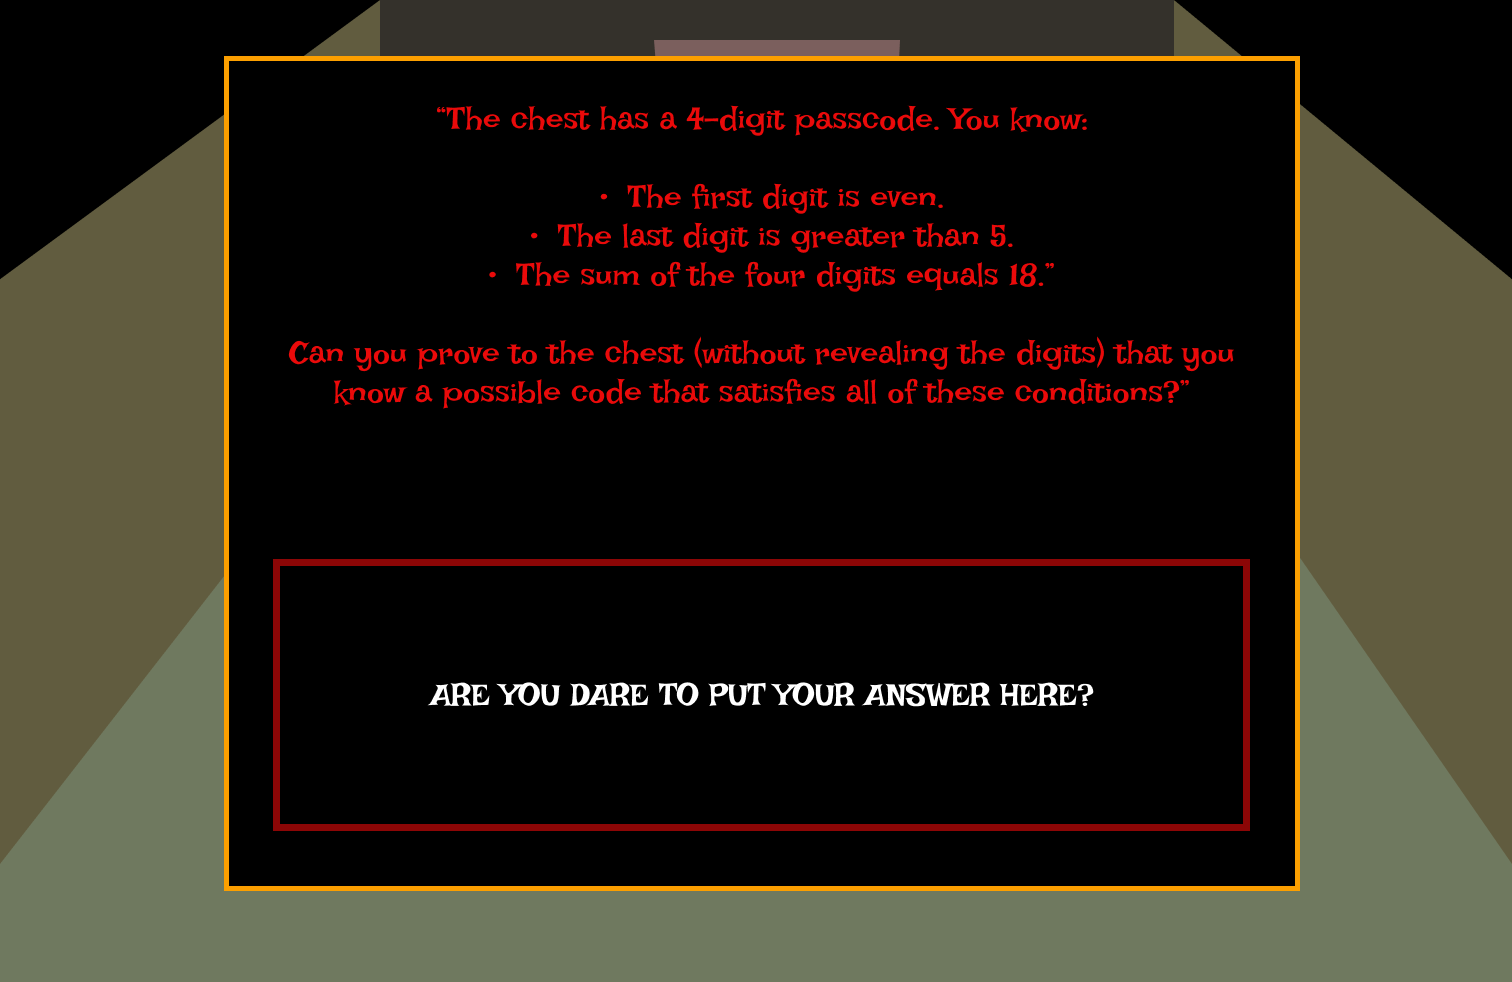 “The chest has a 4-digit passcode. You know:
• The first digit is even.
• The last digit is greater than 5.
• The sum of the four digits equals 18.”
Can you prove to the chest (without revealing the digits) that you
know a possible code that satisfies all of these conditions?”
ARE YOU DARE TO PUT YOUR ANSWER HERE?